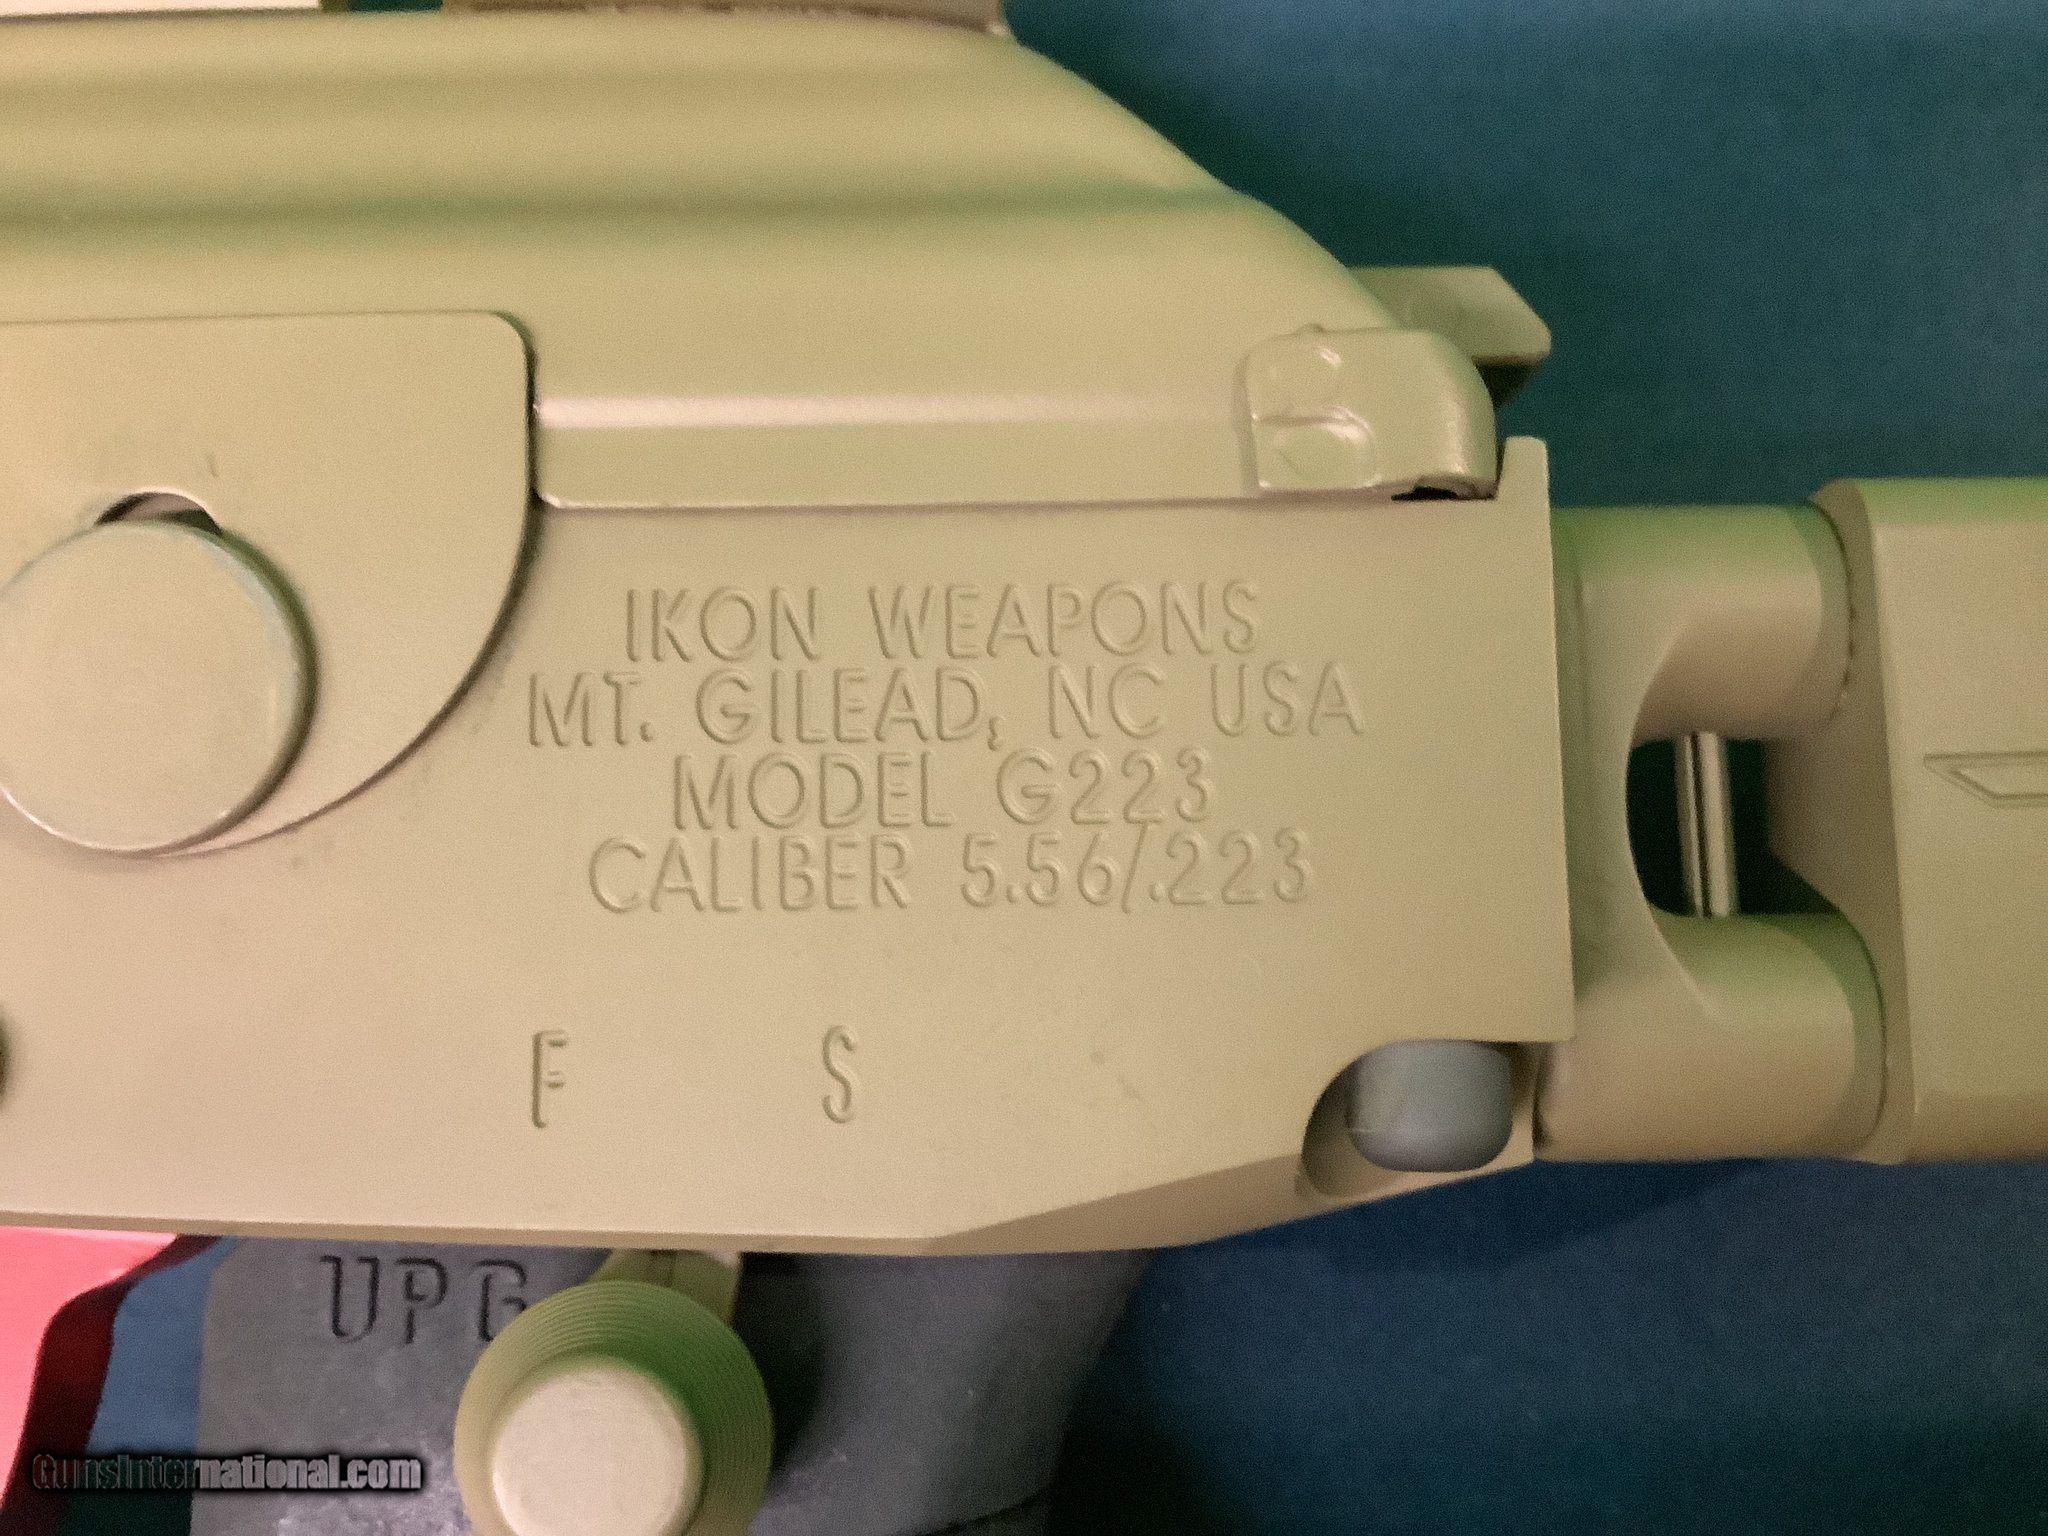 IKON WEAPONS
MT. GILEAD, NC USA
MODEL G223
CALIBER 5.56/.223
F S
UPG
GunsInternational.com